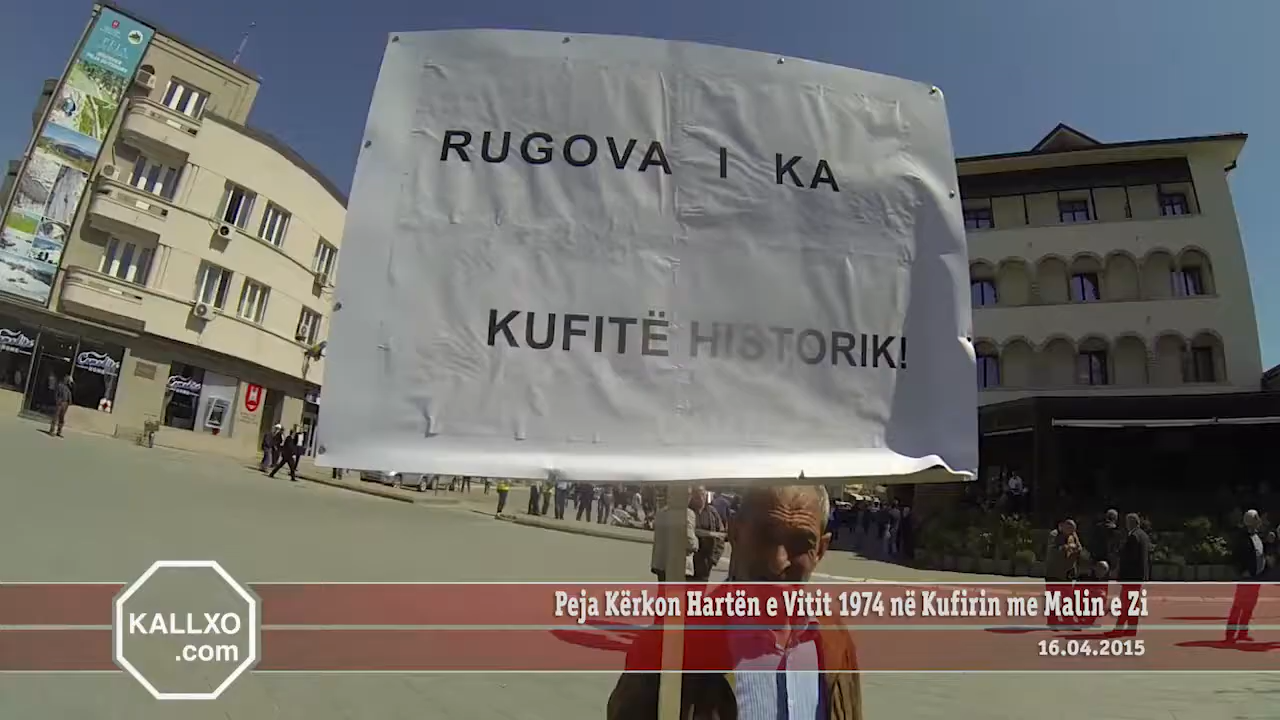 PEJA
RUGOVA I KA
KUFITË HISTORIK!
KALLXO
.com
Peja Kërkon Hartën e Vitit 1974 në Kufirin me Malin e Zi
16.04.2015